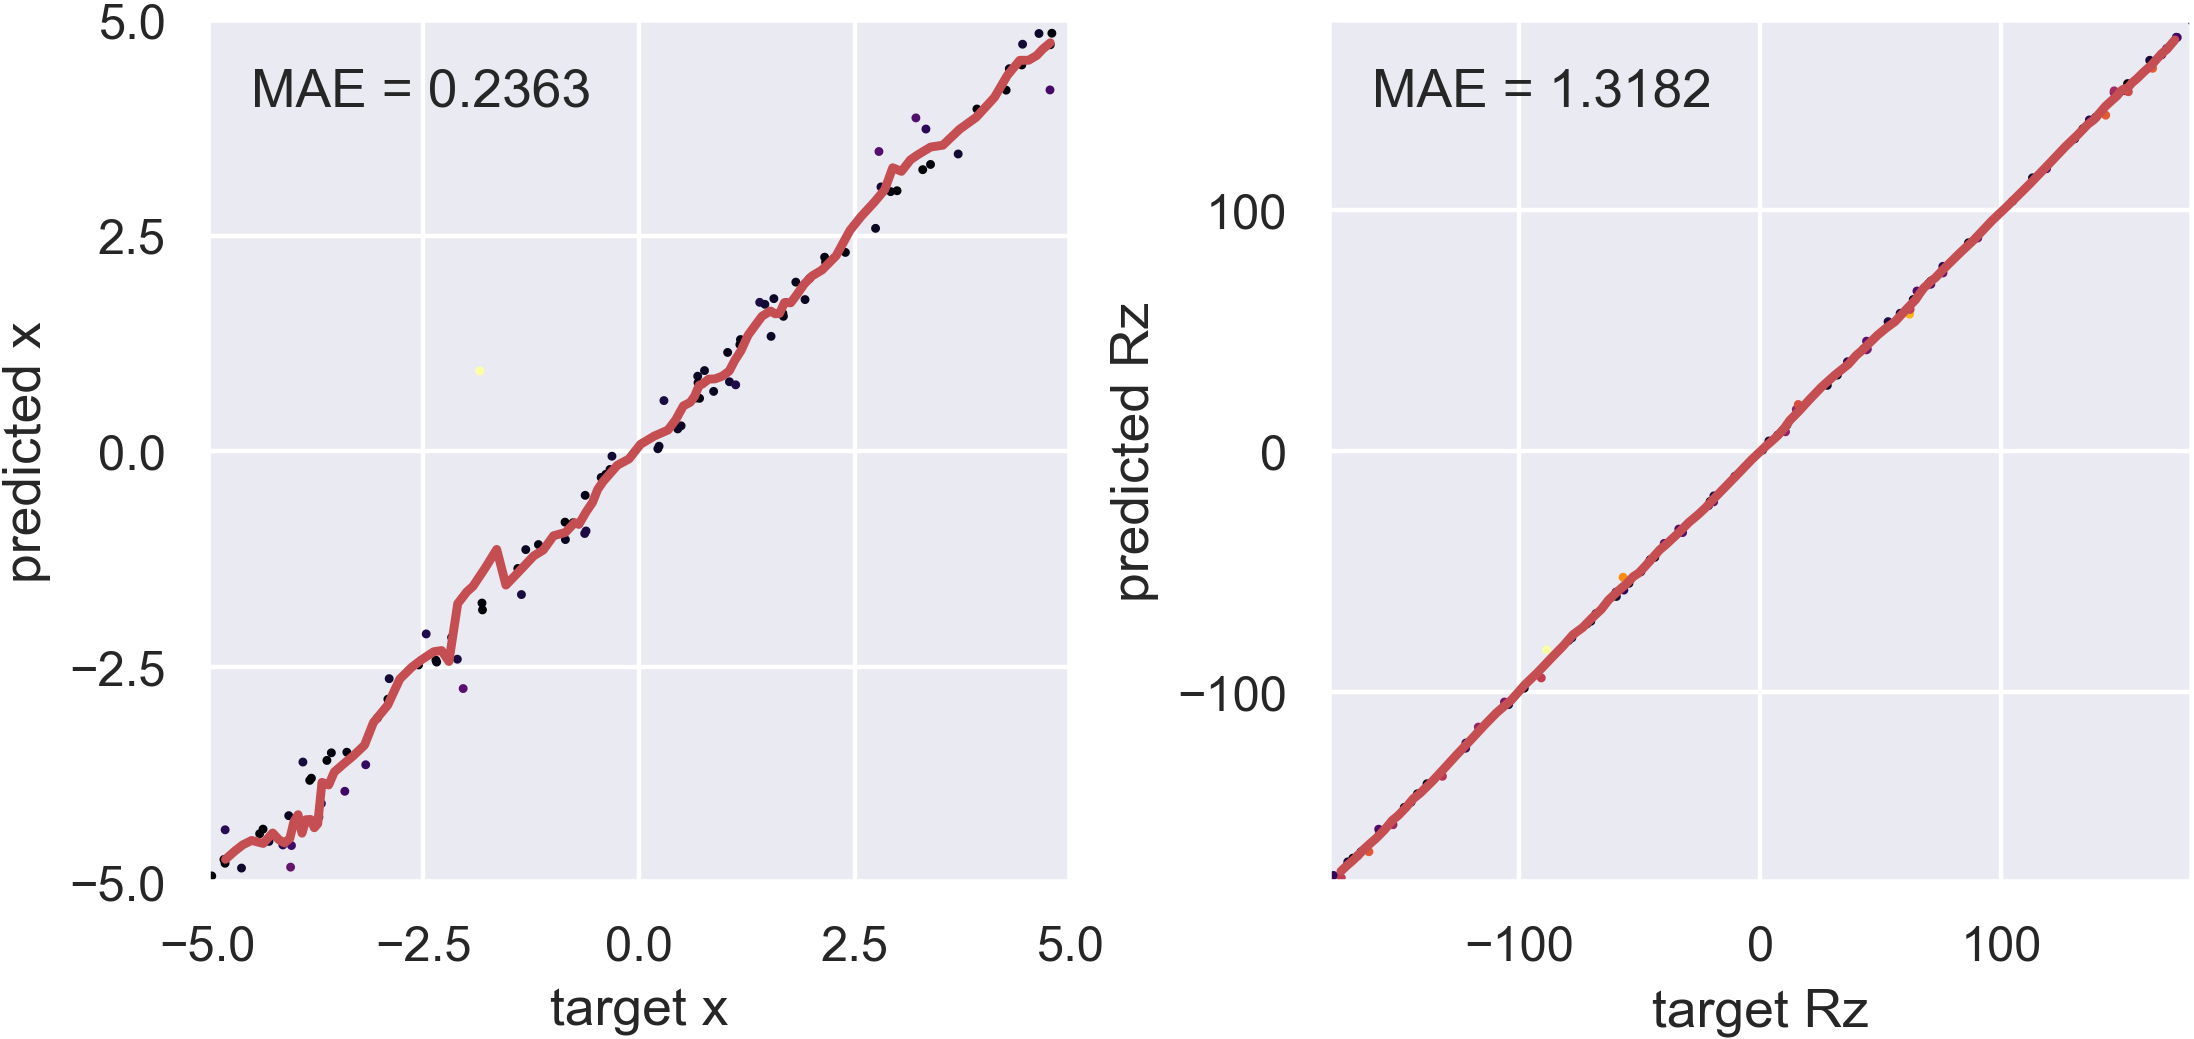 MAE = 0.2363
5.0
2.5
0.0
−2.5
−5.0
predicted x
−5.0
−2.5
0.0
2.5
5.0
target x
MAE = 1.3182
100
0
−100
predicted Rz
−100
0
100
target Rz